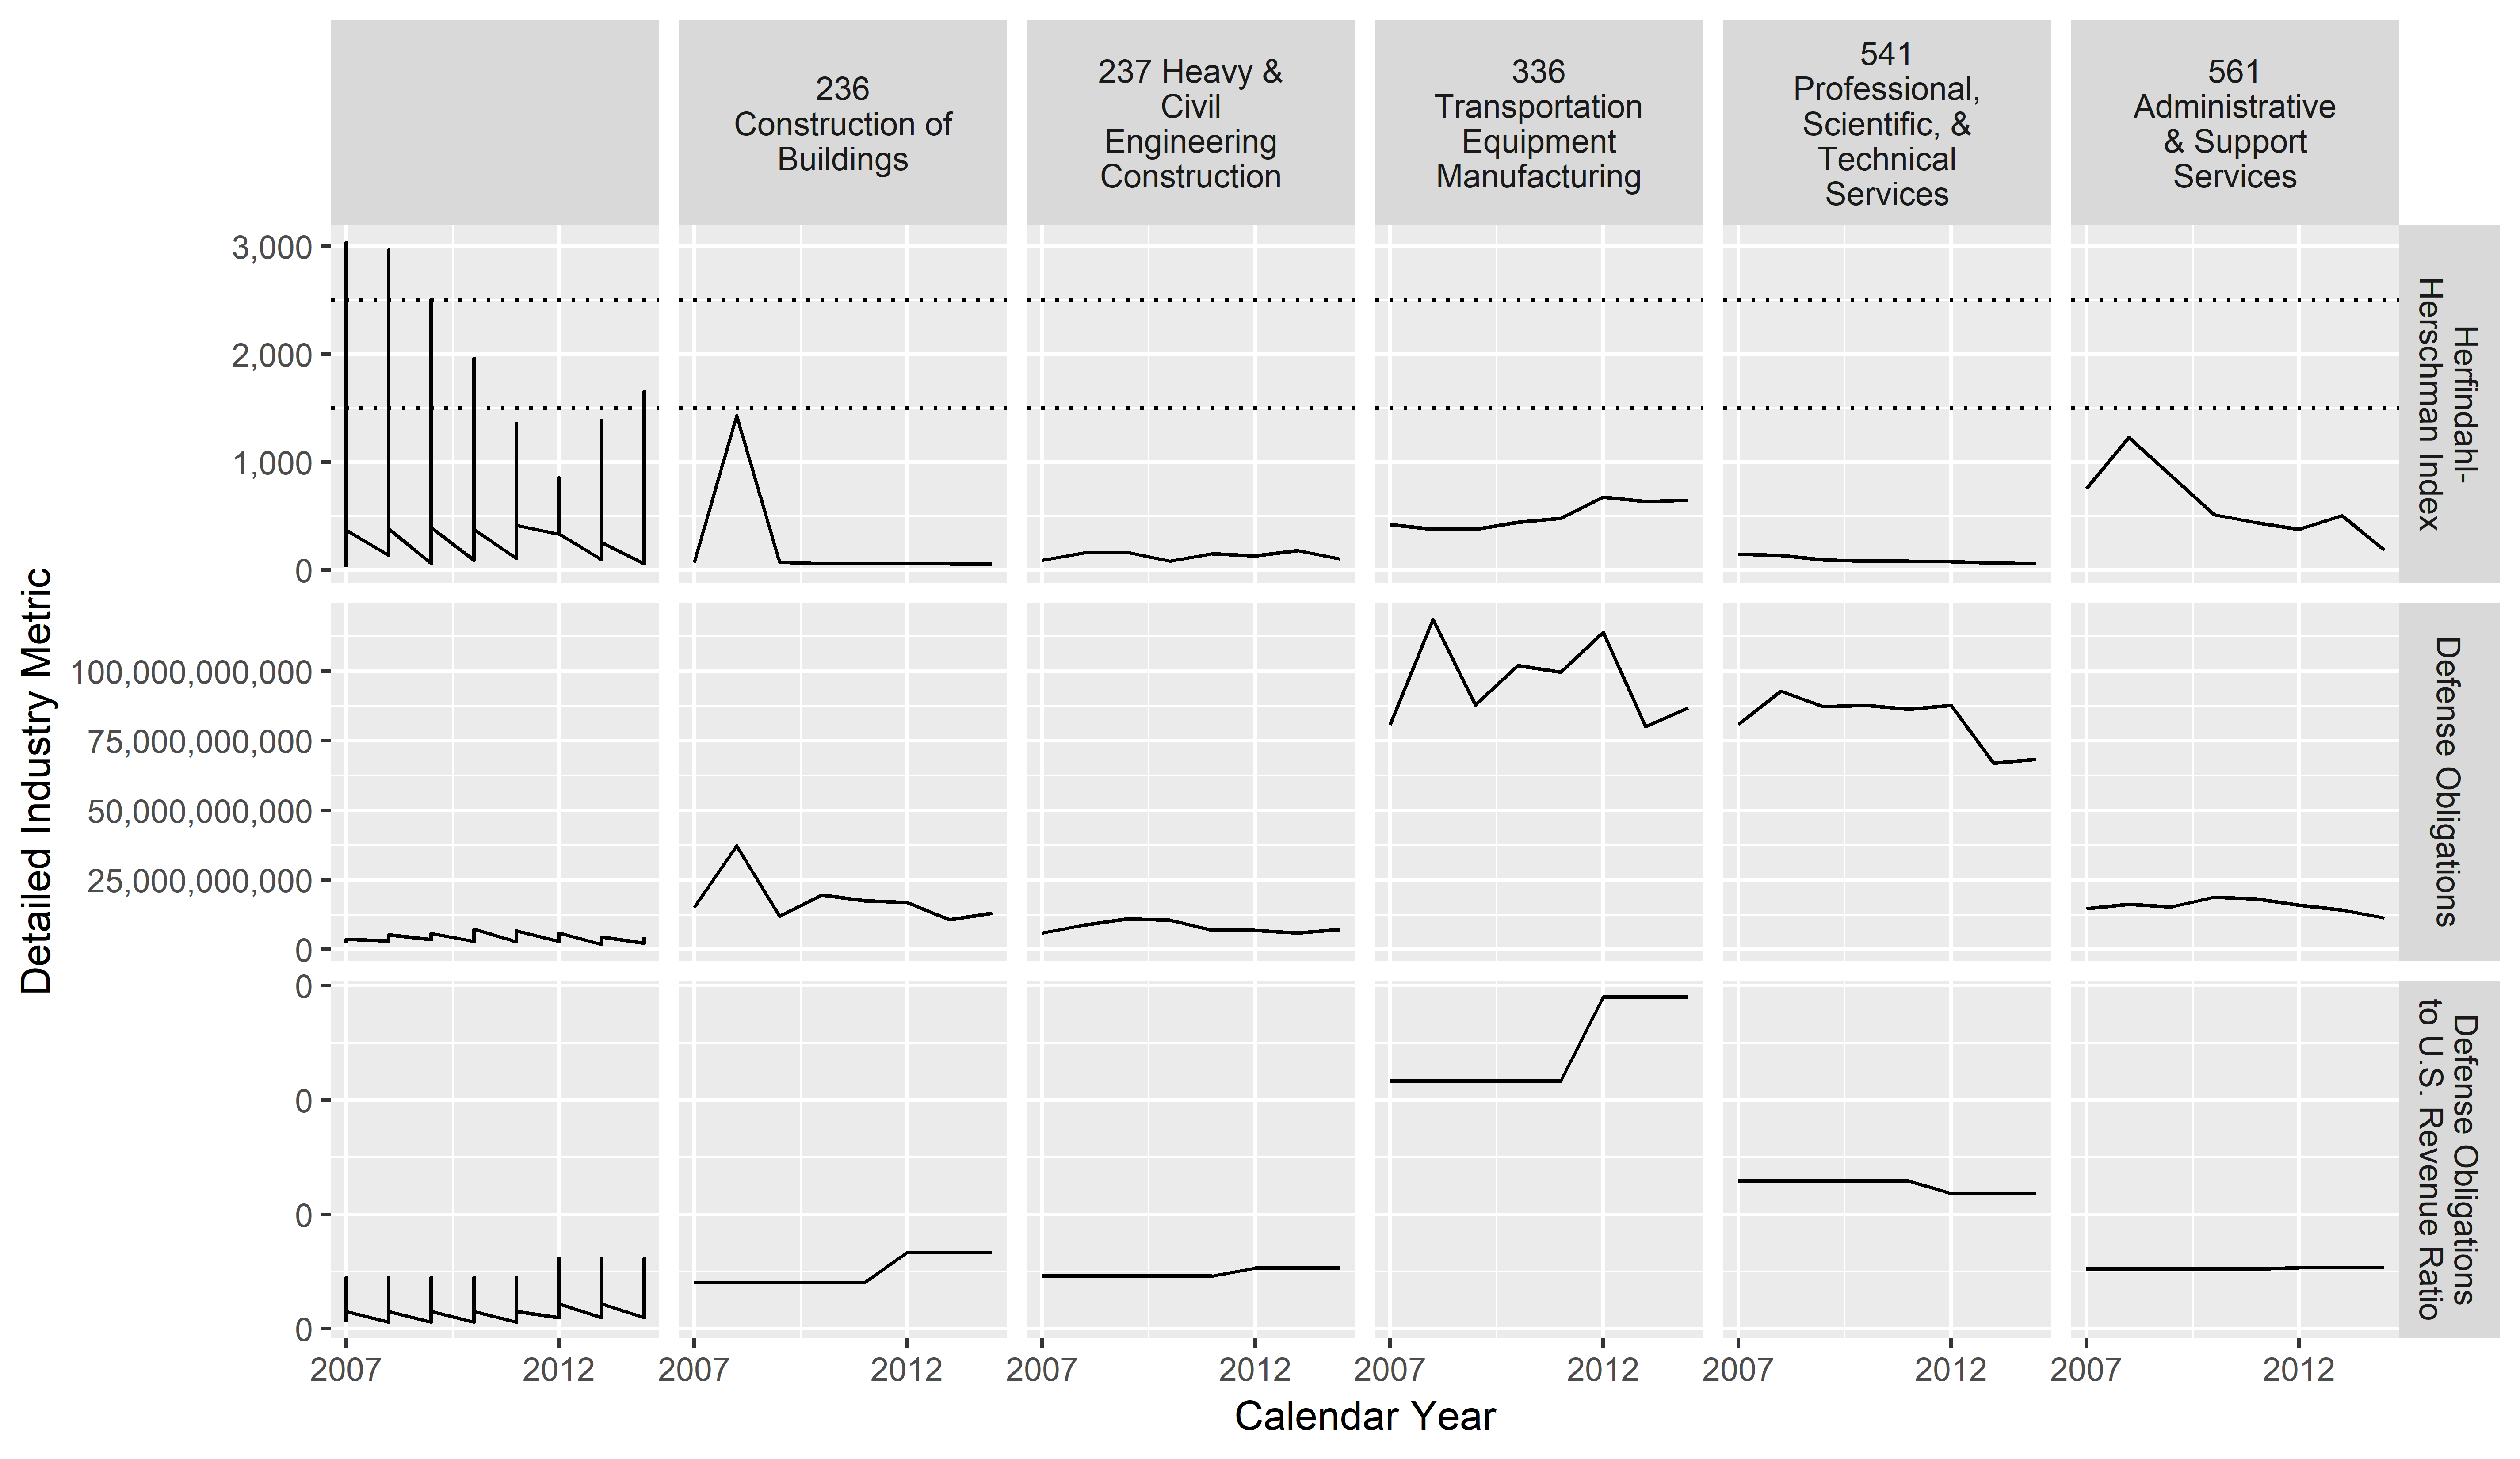 236
Construction of
Buildings
237 Heavy &
Civil
Engineering
Construction
336
Transportation
Equipment
Manufacturing
541
Professional,
Scientific, &
Technical
Services
561
Administrative
& Support
Services
Detailed Industry Metric
3,000
2,000
1,000
0
Herfindahl-
Herschman Index
100,000,000,000
75,000,000,000
50,000,000,000
25,000,000,000
0
Defense Obligations
0
0
0
0
Defense Obligations
to U.S. Revenue Ratio
2007 2012 2007 2012 2007 2012 2007 2012 2007 2012 2007 2012
Calendar Year